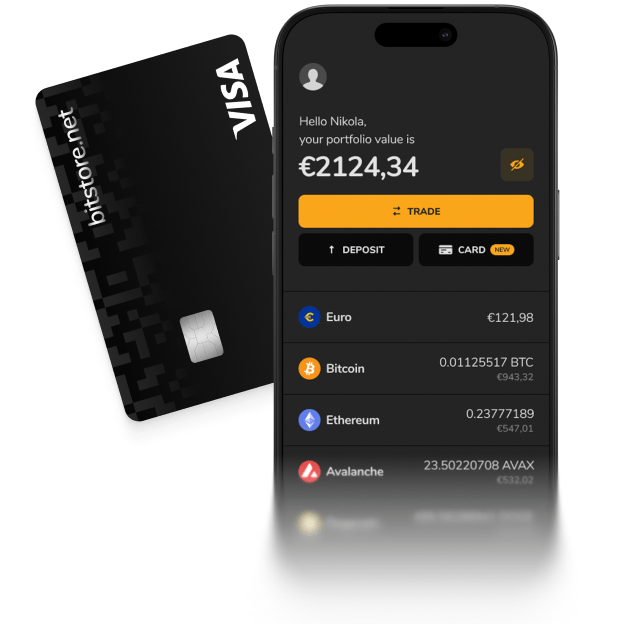 VISA
bitstore.net
Hello Nikola,
your portfolio value is
€2124,34
TRADE
DEPOSIT
CARD NEW
Euro €121,98
Bitcoin 0.01125517 BTC
€943,32
Ethereum 0.23777189
€547,01
Avalanche 23.50220708 AVAX
€532,02